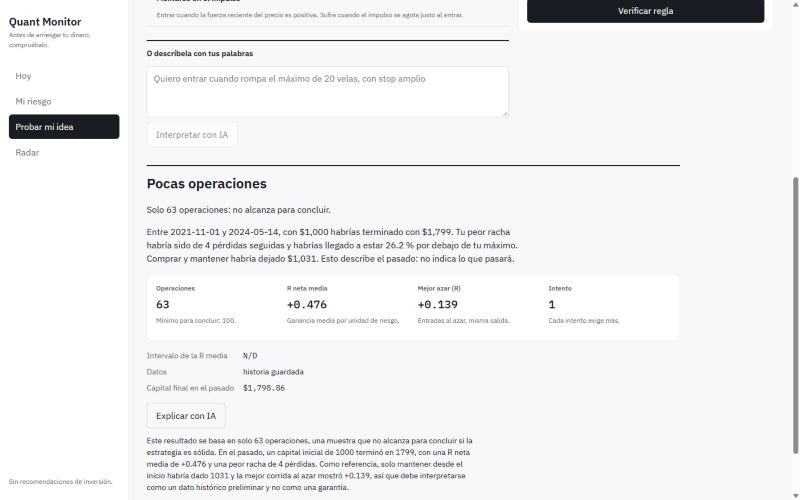 Quant Monitor
Antes de arriesgar tu dinero,
compruébalo.
Hoy
Mi riesgo
Probar mi idea
Radar
Sin recomendaciones de inversión.
Entrar cuando la fuerza reciente del precio es positiva. Sufre cuando el impulso se agota justo al entrar.
Verificar regla
O descríbela con tus palabras
Quiero entrar cuando rompa el máximo de 20 velas, con stop amplio
Interpretar con IA
Pocas operaciones
Solo 63 operaciones: no alcanza para concluir.
Entre 2021-11-01 y 2024-05-14, con $1,000 habrías terminado con $1,799. Tu peor racha
habría sido de 4 pérdidas seguidas y habrías llegado a estar 26.2 % por debajo de tu máximo.
Comprar y mantener habría dejado $1,031. Esto describe el pasado: no indica lo que pasará.
Operaciones
63
Mínimo para concluir: 100.
R neta media
+0.476
Ganancia media por unidad de riesgo.
Mejor azar (R)
+0.139
Entradas al azar, misma salida.
Intento
1
Cada intento exige más.
Intervalo de la R media N/D
Datos historia guardada
Capital final en el pasado $1,798.86
Explicar con IA
Este resultado se basa en solo 63 operaciones, una muestra que no alcanza para concluir si la
estrategia es sólida. En el pasado, un capital inicial de 1000 terminó en 1799, con una R neta
media de +0.476 y una peor racha de 4 pérdidas. Como referencia, solo mantener desde el
inicio habría dado 1031 y la mejor corrida al azar mostró +0.139, así que debe interpretarse
como un dato histórico preliminar y no como una garantía.